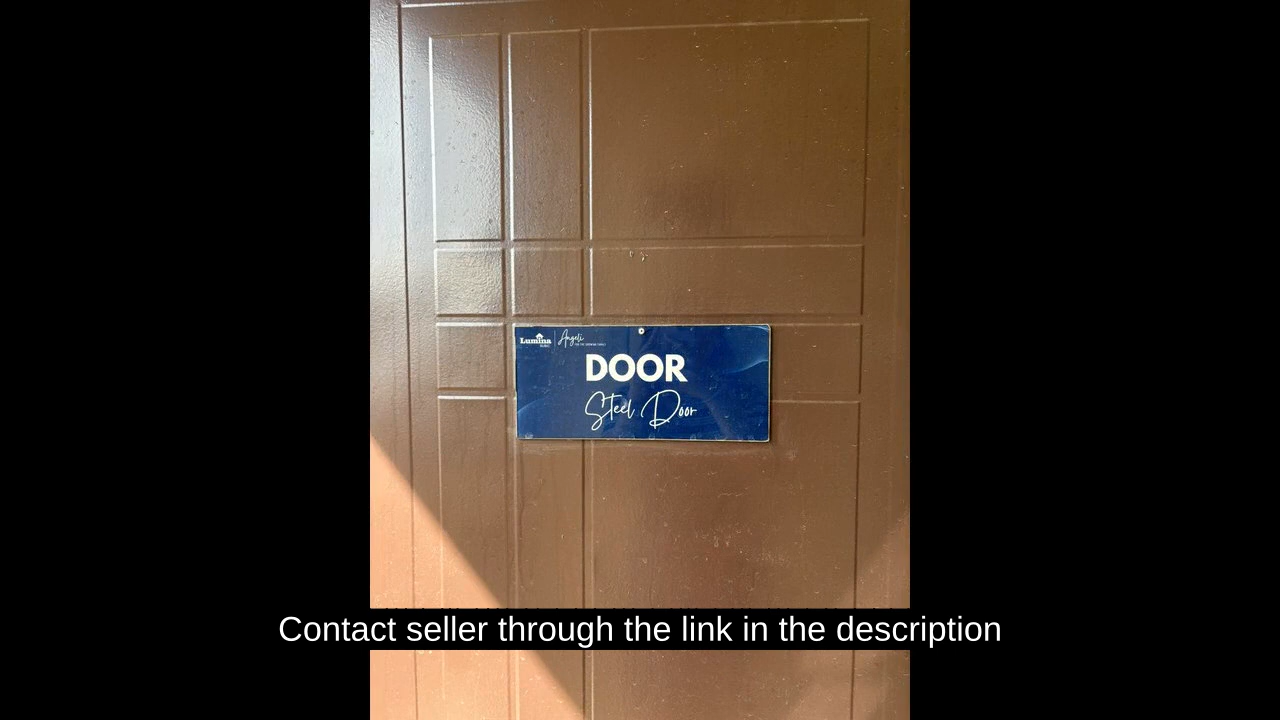 Lumina
Angeli
DOOR
Steel Door
Contact seller through the link in the description